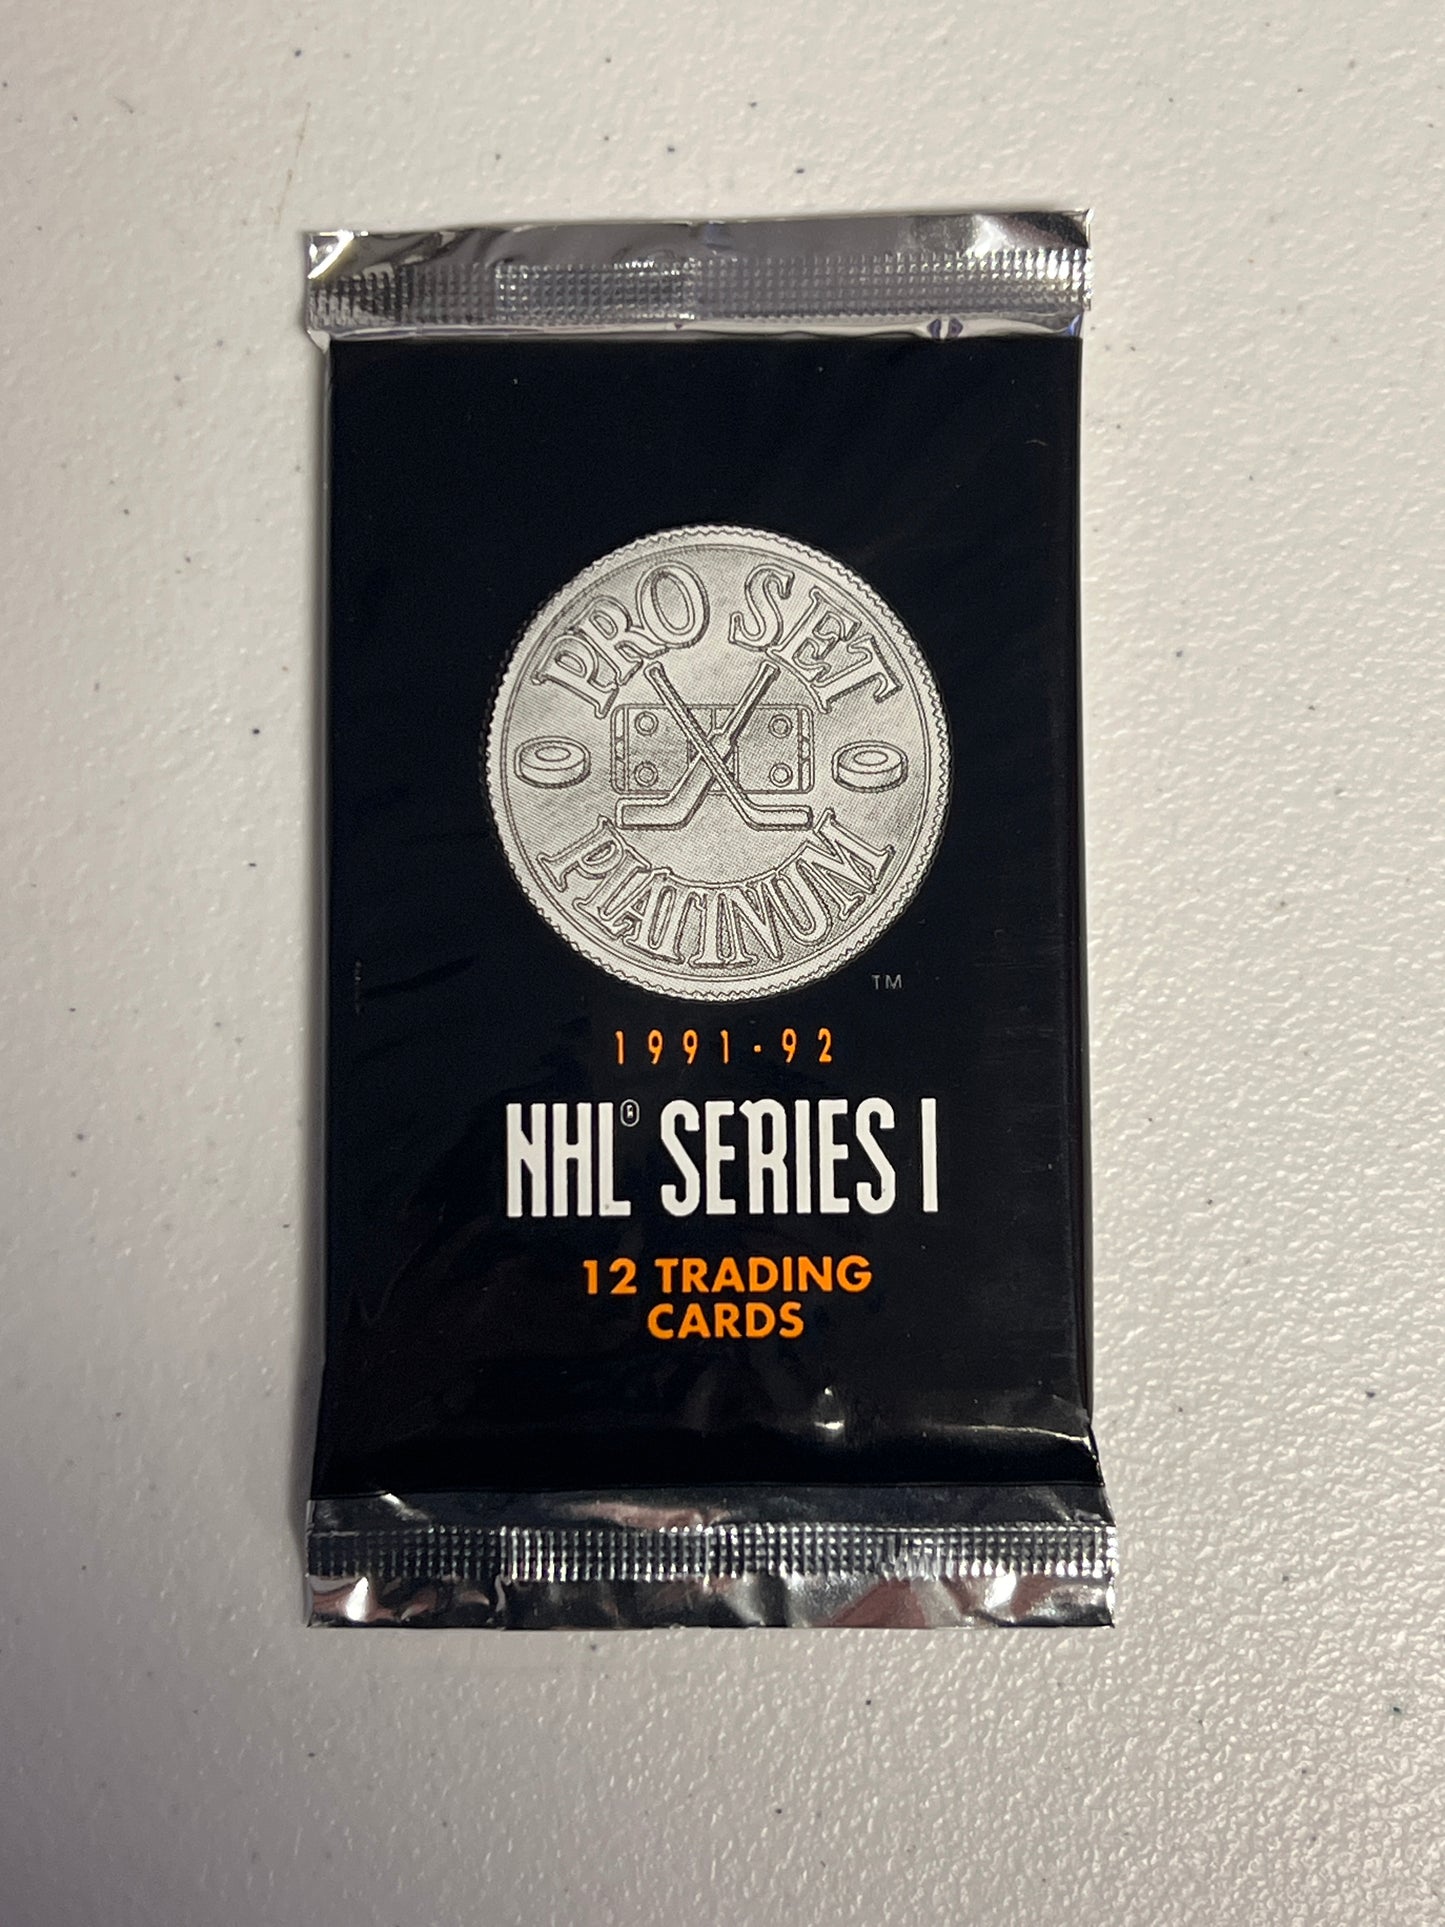 PRO SET
PLATINUM
TM
1991-92
NHL® SERIES I
12 TRADING
CARDS